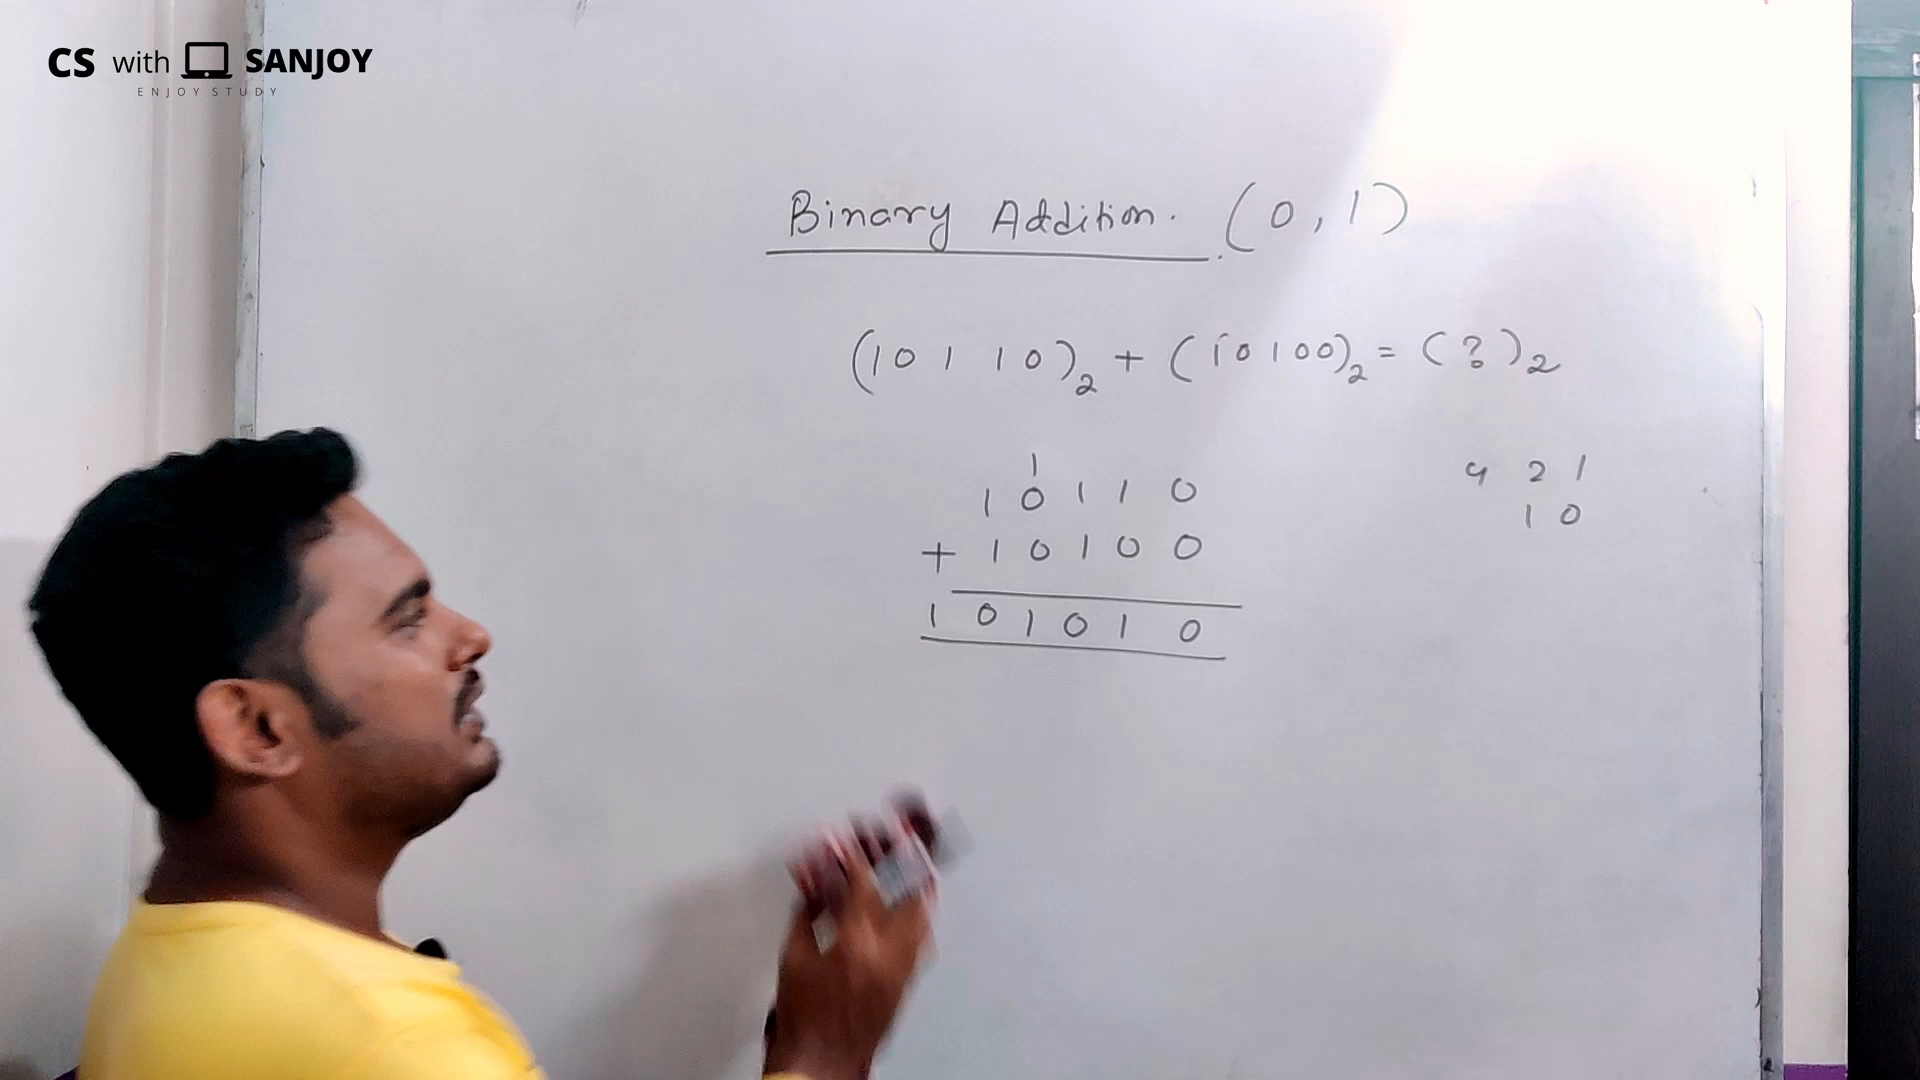 CS with SANJOY
ENJOY STUDY
Binary Addition. (0,1)
(10110)₂ + (10100)₂ = (?)₂
1
10110
+ 10100
101010
4 2 1
1 0